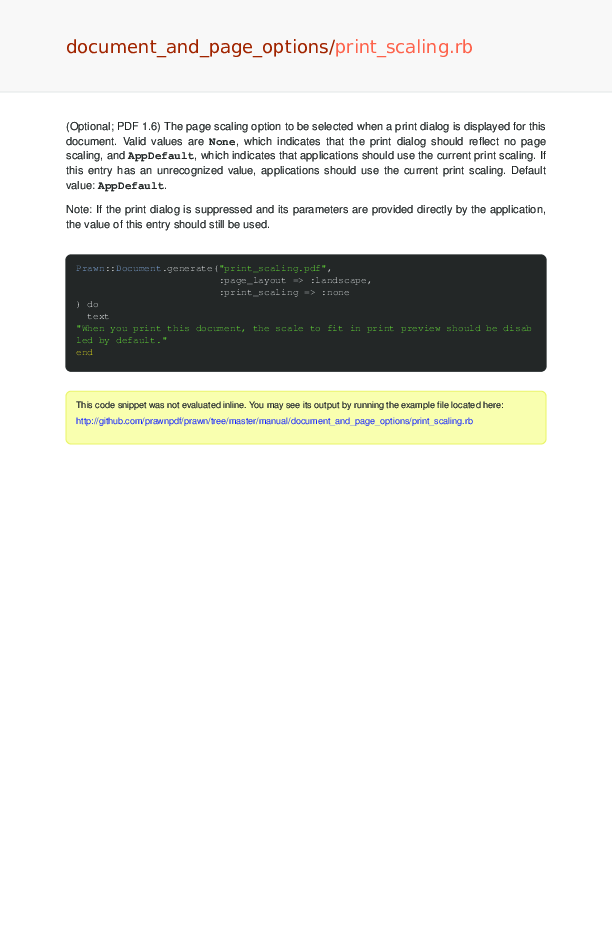 document_and_page_options/print_scaling.rb
(Optional; PDF 1.6) The page scaling option to be selected when a print dialog is displayed for this
document. Valid values are None, which indicates that the print dialog should reflect no page
scaling, and AppDefault, which indicates that applications should use the current print scaling. If
this entry has an unrecognized value, applications should use the current print scaling. Default
value: AppDefault.
Note: If the print dialog is suppressed and its parameters are provided directly by the application,
the value of this entry should still be used.
Prawn::Document.generate("print_scaling.pdf",
:page_layout => :landscape,
:print_scaling => :none
) do
text
"When you print this document, the scale to fit in print preview should be disab
led by default."
end
This code snippet was not evaluated inline. You may see its output by running the example file located here:
http://github.com/prawnpdf/prawn/tree/master/manual/document_and_page_options/print_scaling.rb